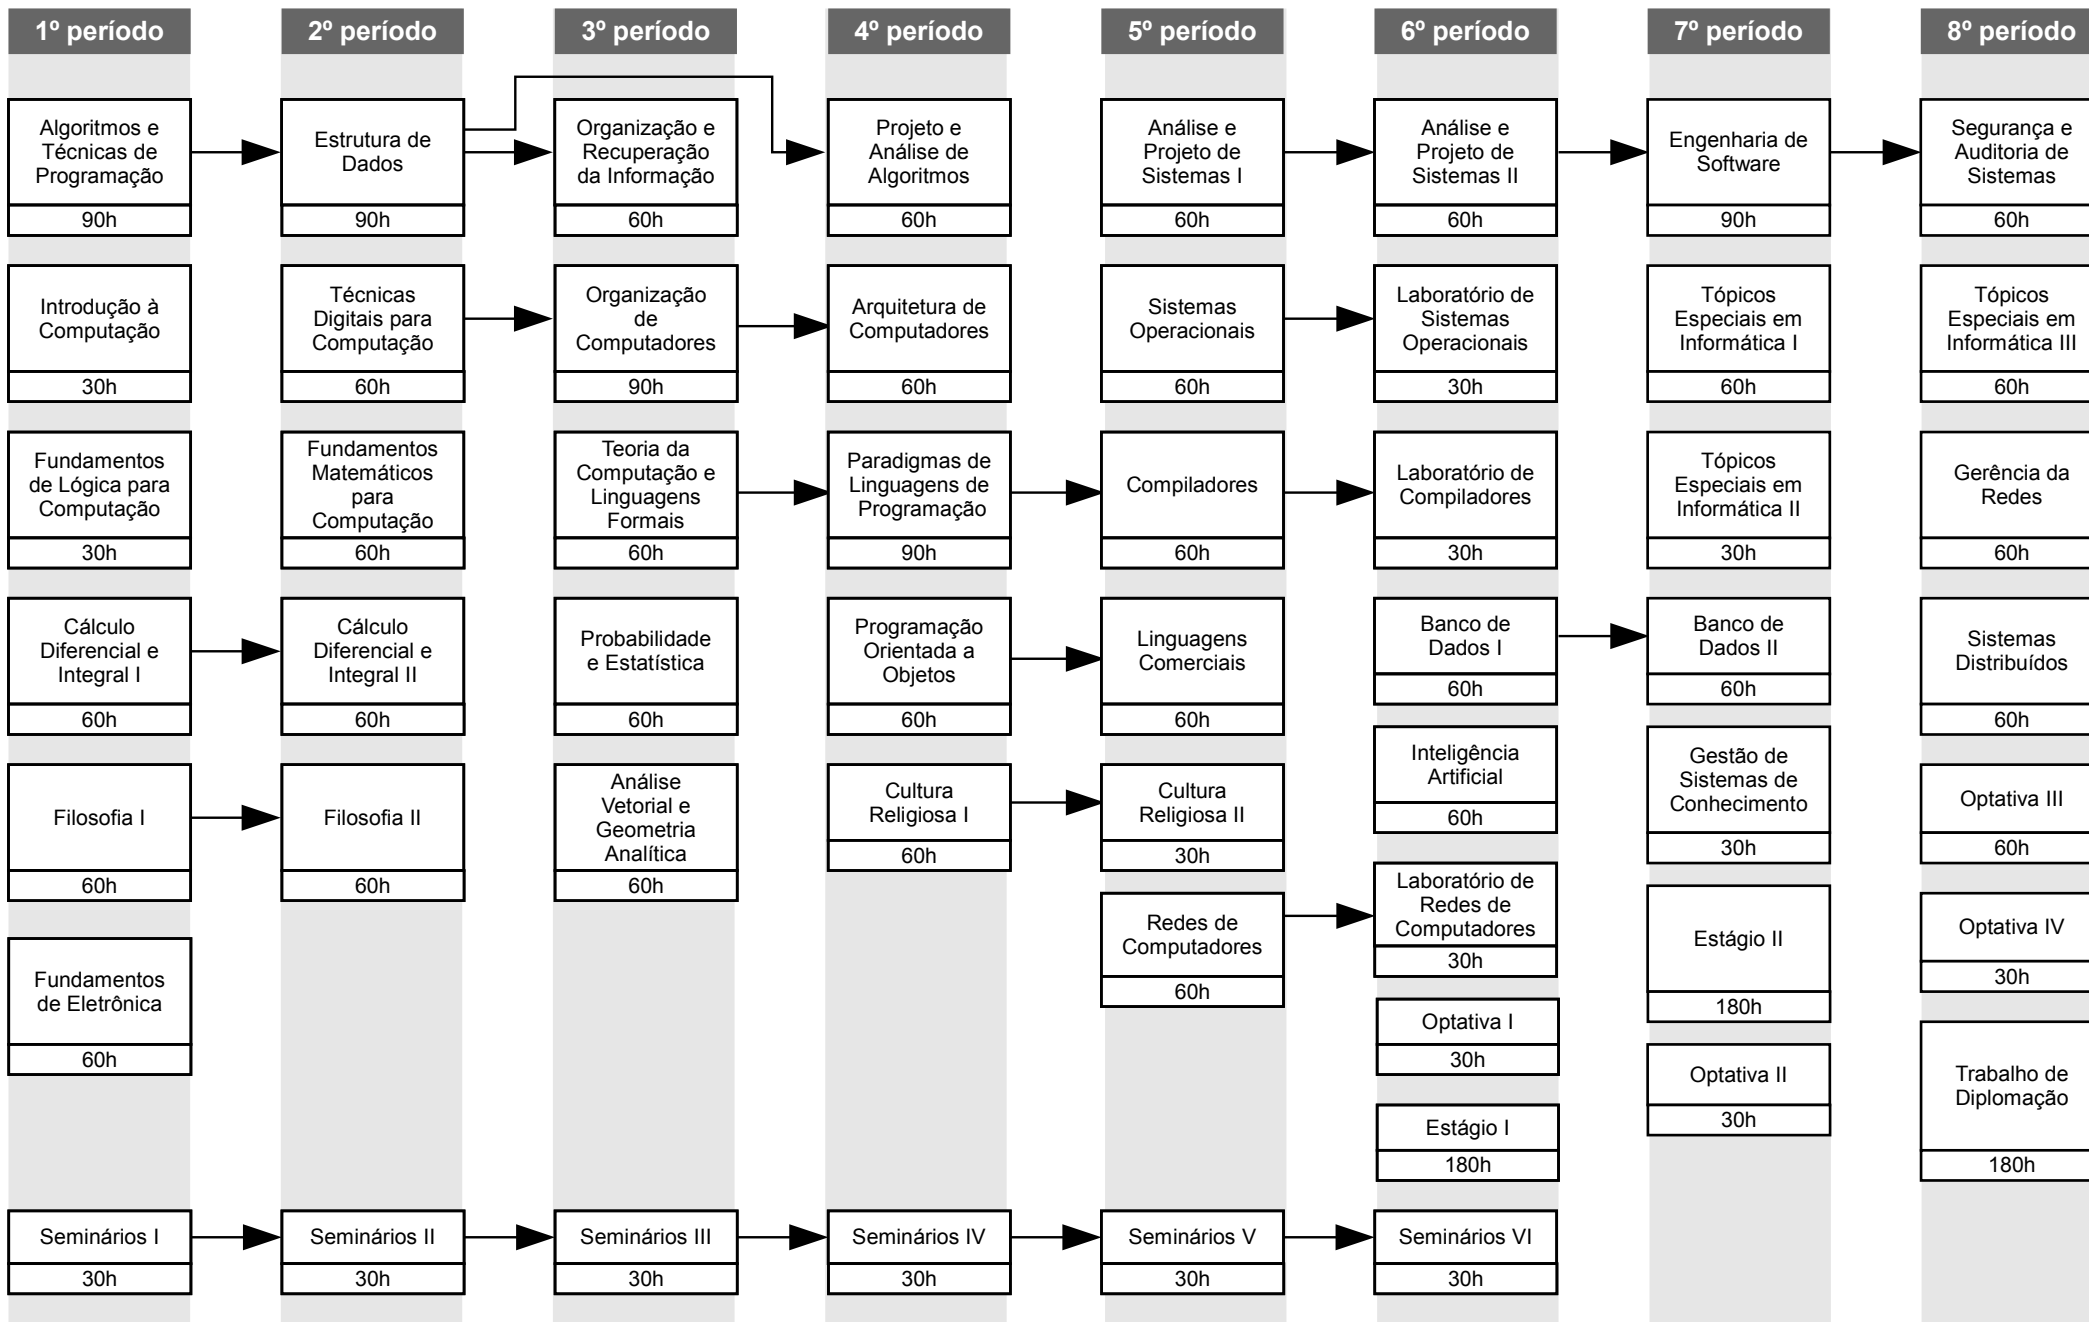 1º período
Algoritmos e
Técnicas de
Programação
90h
Introdução à
Computação
30h
Fundamentos
de Lógica para
Computação
30h
Cálculo
Diferencial e
Integral I
60h
Filosofia I
60h
Fundamentos
de Eletrônica
60h
Seminários I
30h
2º período
Estrutura de
Dados
90h
Técnicas
Digitais para
Computação
60h
Fundamentos
Matemáticos
para
Computação
60h
Cálculo
Diferencial e
Integral II
60h
Filosofia II
60h
Seminários II
30h
3º período
Organização e
Recuperação
da Informação
60h
Organização
de
Computadores
90h
Teoria da
Computação e
Linguagens
Formais
60h
Probabilidade
e Estatística
60h
Análise
Vetorial e
Geometria
Analítica
60h
Seminários III
30h
4º período
Projeto e
Análise de
Algoritmos
60h
Arquitetura de
Computadores
60h
Paradigmas de
Linguagens de
Programação
90h
Programação
Orientada a
Objetos
60h
Cultura
Religiosa I
60h
Seminários IV
30h
5º período
Análise e
Projeto de
Sistemas I
60h
Sistemas
Operacionais
60h
Compiladores
60h
Linguagens
Comerciais
60h
Cultura
Religiosa II
30h
Redes de
Computadores
60h
Seminários V
30h
6º período
Análise e
Projeto de
Sistemas II
60h
Laboratório de
Sistemas
Operacionais
30h
Laboratório de
Compiladores
30h
Banco de
Dados I
60h
Inteligência
Artificial
60h
Laboratório de
Redes de
Computadores
30h
Optativa I
30h
Estágio I
180h
Seminários VI
30h
7º período
Engenharia de
Software
90h
Tópicos
Especiais em
Informática I
60h
Tópicos
Especiais em
Informática II
30h
Banco de
Dados II
60h
Gestão de
Sistemas de
Conhecimento
30h
Estágio II
180h
Optativa II
30h
8º período
Segurança e
Auditoria de
Sistemas
60h
Tópicos
Especiais em
Informática III
60h
Gerência da
Redes
60h
Sistemas
Distribuídos
60h
Optativa III
60h
Optativa IV
30h
Trabalho de
Diplomação
180h